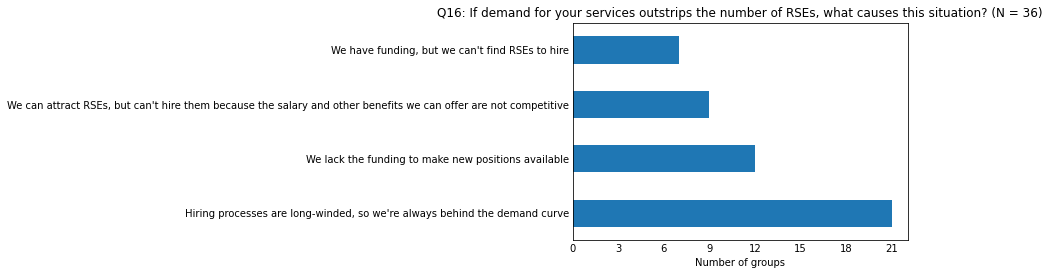 Q16: If demand for your services outstrips the number of RSEs, what causes this situation? (N = 36)
We have funding, but we can't find RSEs to hire
We can attract RSEs, but can't hire them because the salary and other benefits we can offer are not competitive
We lack the funding to make new positions available
Hiring processes are long-winded, so we're always behind the demand curve
0 3 6 9 12 15 18 21
Number of groups